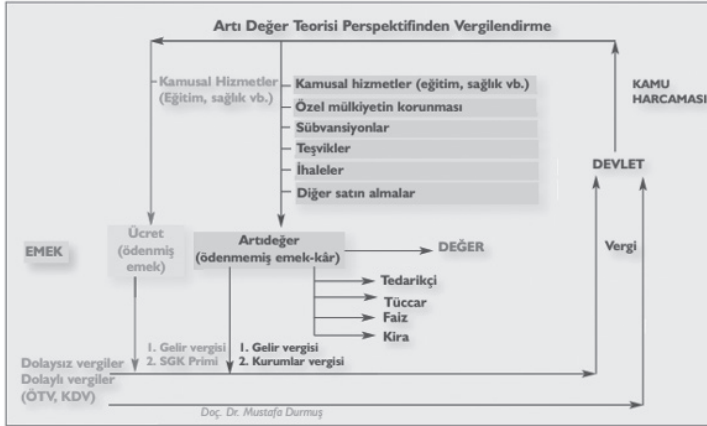 Artı Değer Teorisi Perspektifinden Vergilendirme
Kamusal Hizmetler
(Eğitim, sağlık vb.)
Kamusal hizmetler (eğitim, sağlık vb.)
Özel mülkiyetin korunması
Sübvansiyonlar
Teşvikler
İhaleler
Diğer satın almalar
KAMU
HARCAMASI
DEVLET
EMEK
Ücret
(ödenmiş
emek)
Artıdeğer
(ödenmemiş emek-kâr)
DEĞER
Vergi
Tedarikçi
Tüccar
Faiz
Kira
1. Gelir vergisi
2. SGK Primi
1. Gelir vergisi
2. Kurumlar vergisi
Dolaysız vergiler
Dolaylı vergiler
(ÖTV, KDV)
Doç. Dr. Mustafa Durmuş